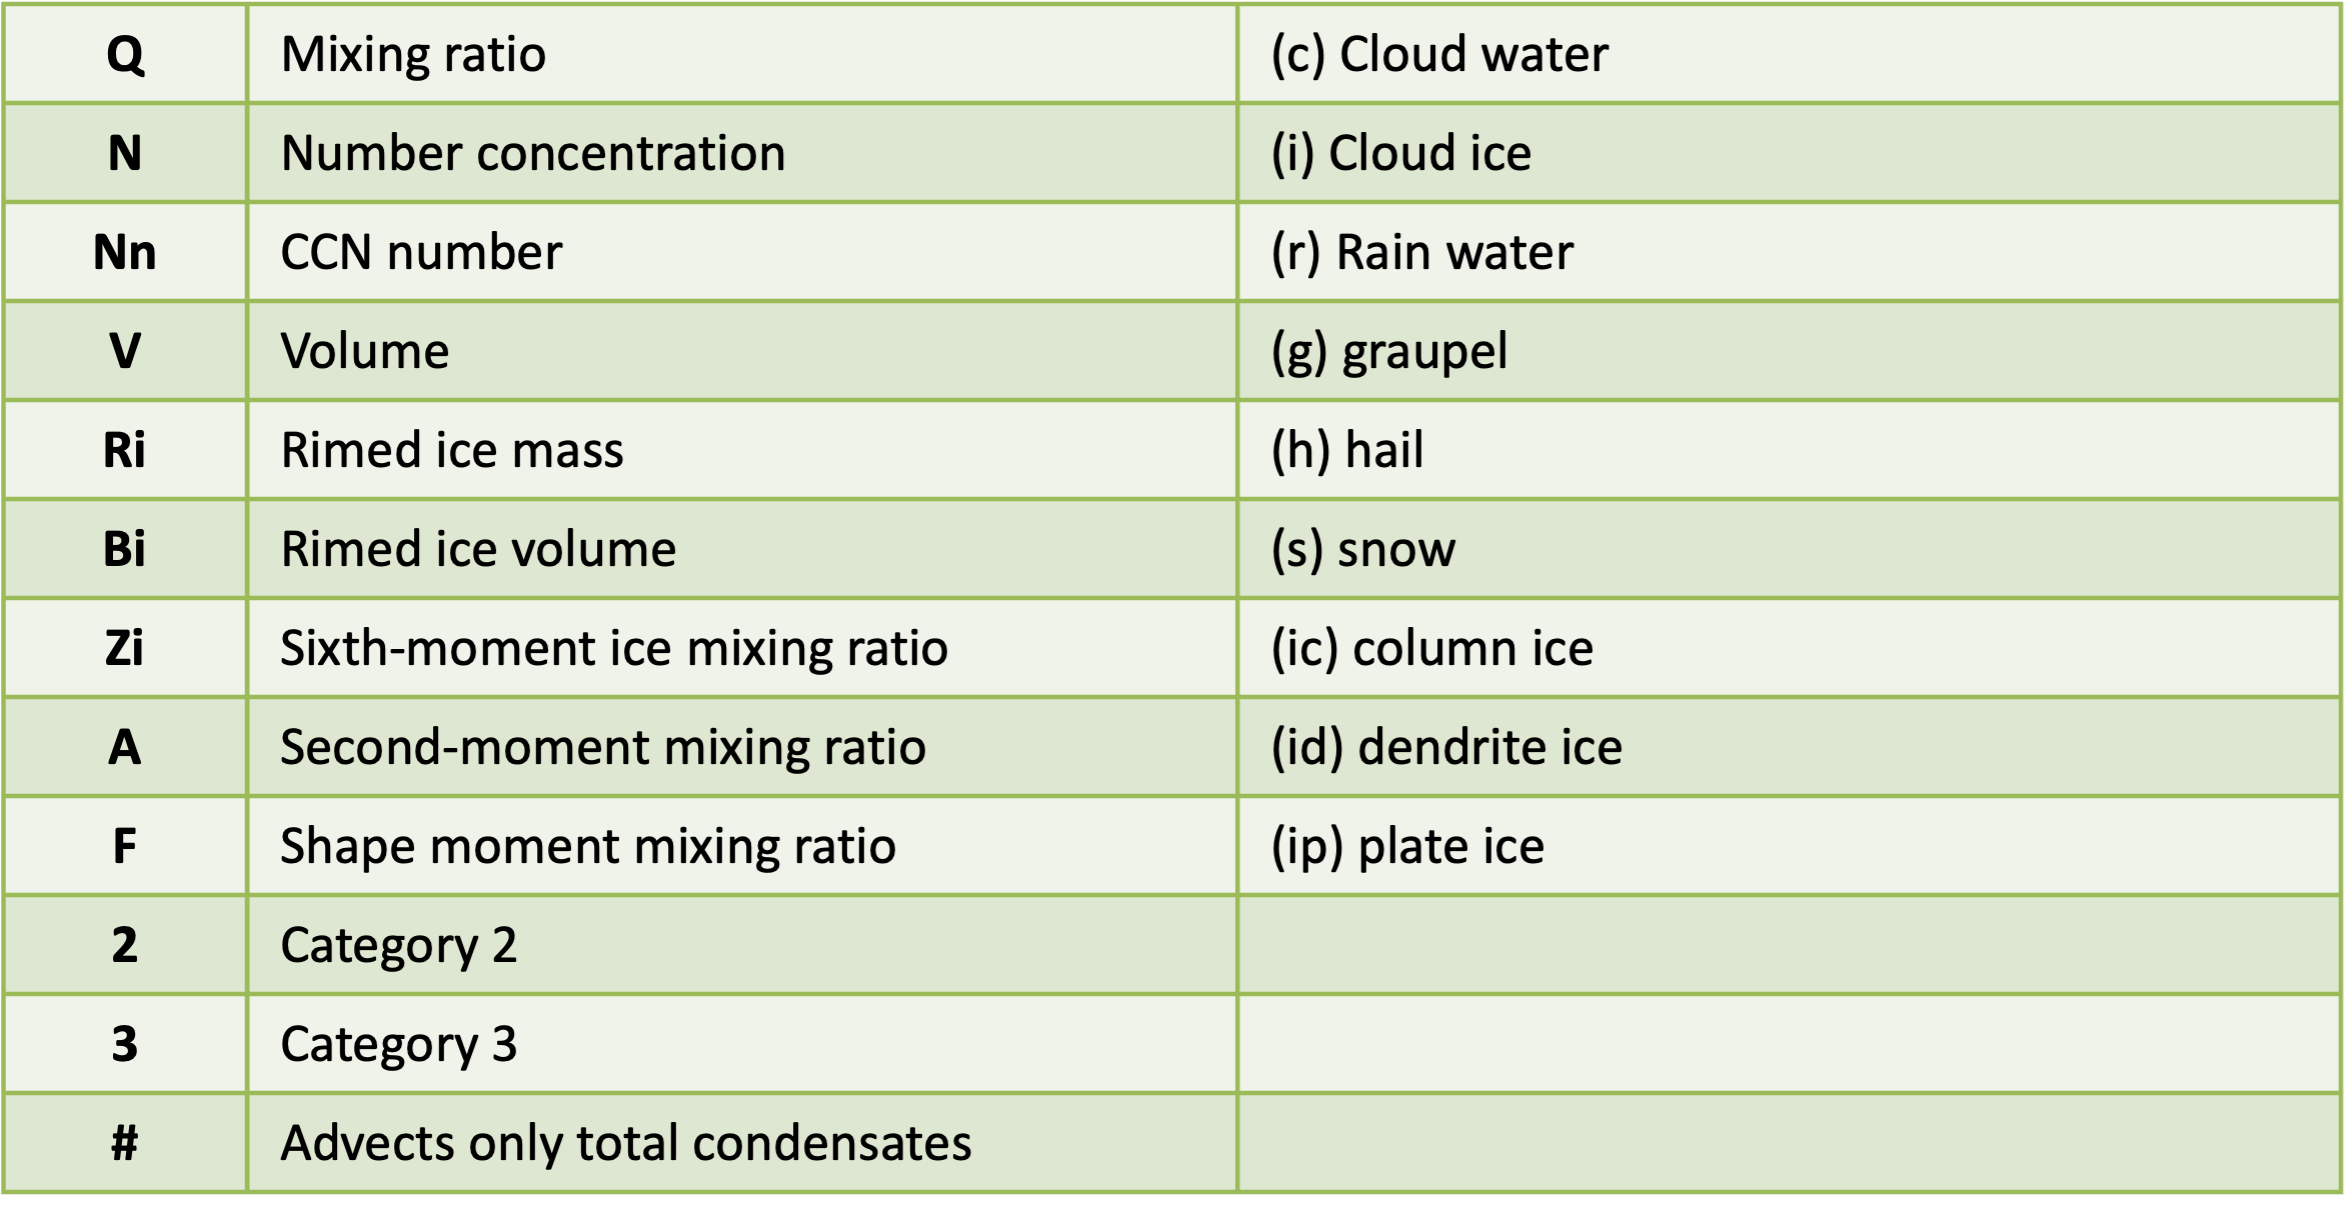 Q Mixing ratio (c) Cloud water
N Number concentration (i) Cloud ice
Nn CCN number (r) Rain water
V Volume (g) graupel
Ri Rimed ice mass (h) hail
Bi Rimed ice volume (s) snow
Zi Sixth-moment ice mixing ratio (ic) column ice
A Second-moment mixing ratio (id) dendrite ice
F Shape moment mixing ratio (ip) plate ice
2 Category 2
3 Category 3
# Advects only total condensates